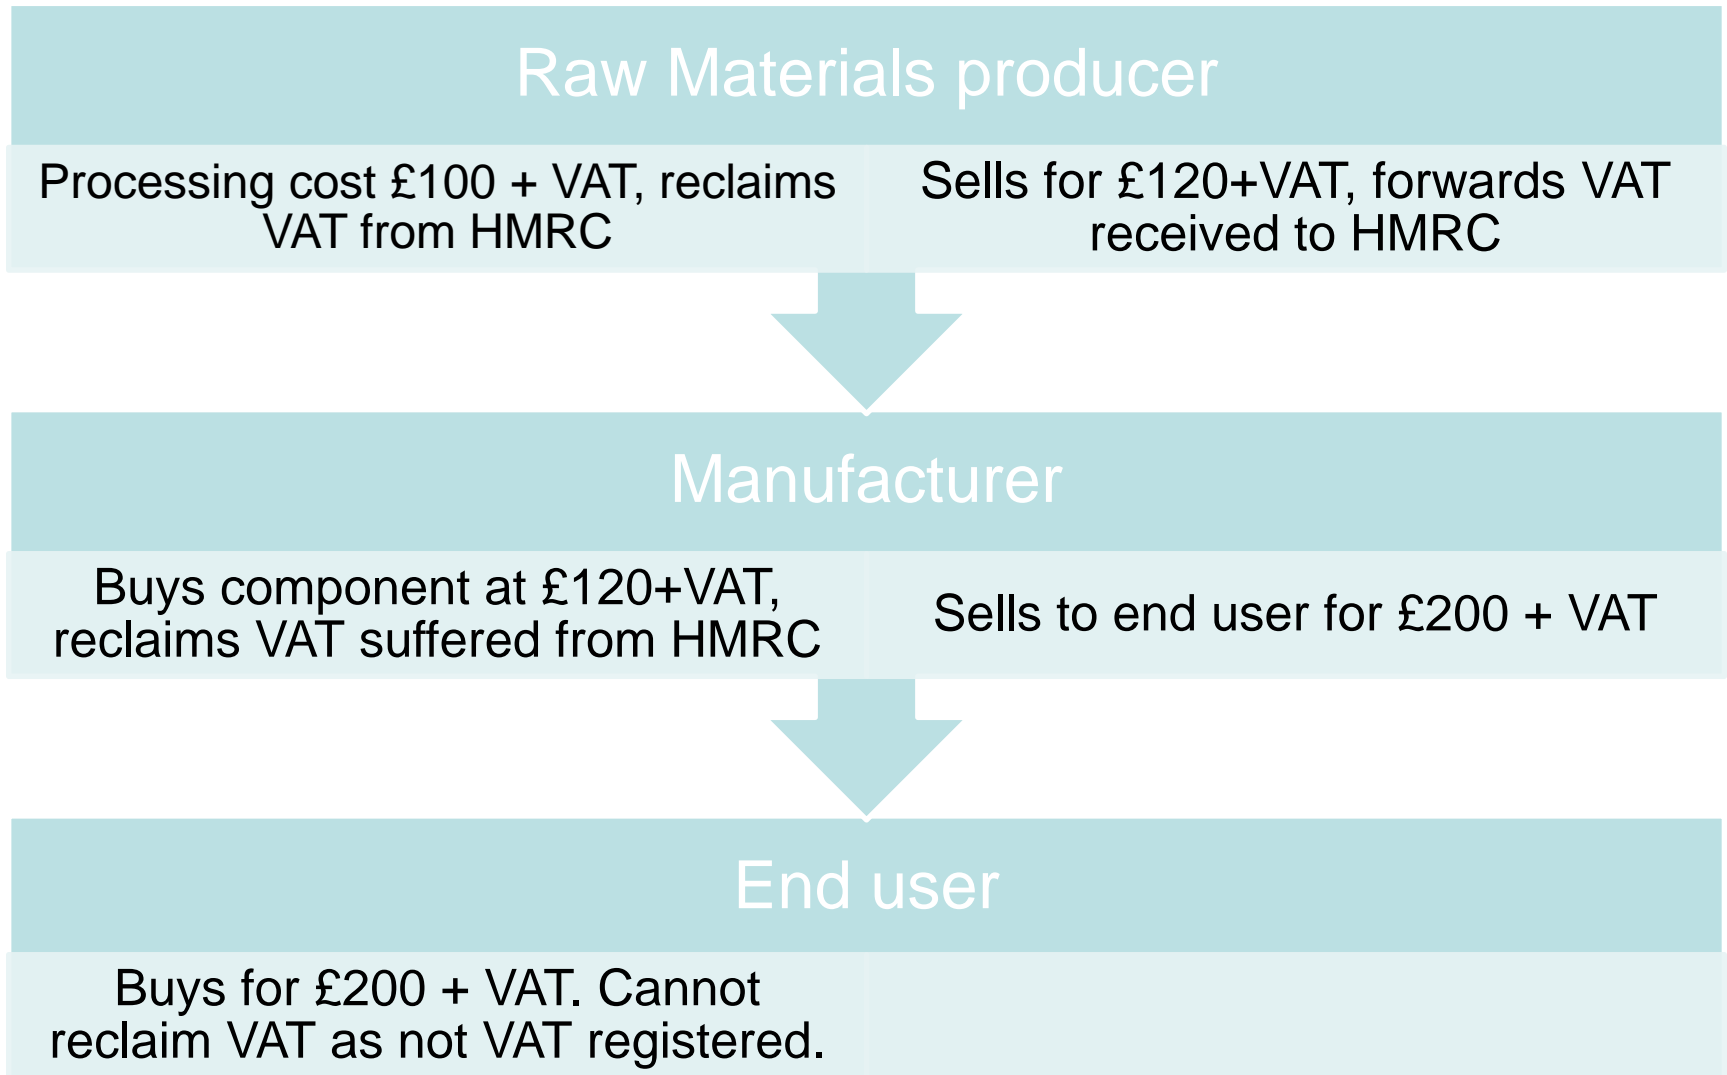 Raw Materials producer
Processing cost £100 + VAT, reclaims
VAT from HMRC
Sells for £120+VAT, forwards VAT
received to HMRC
Manufacturer
Buys component at £120+VAT,
reclaims VAT suffered from HMRC
Sells to end user for £200 + VAT
End user
Buys for £200 + VAT. Cannot
reclaim VAT as not VAT registered.